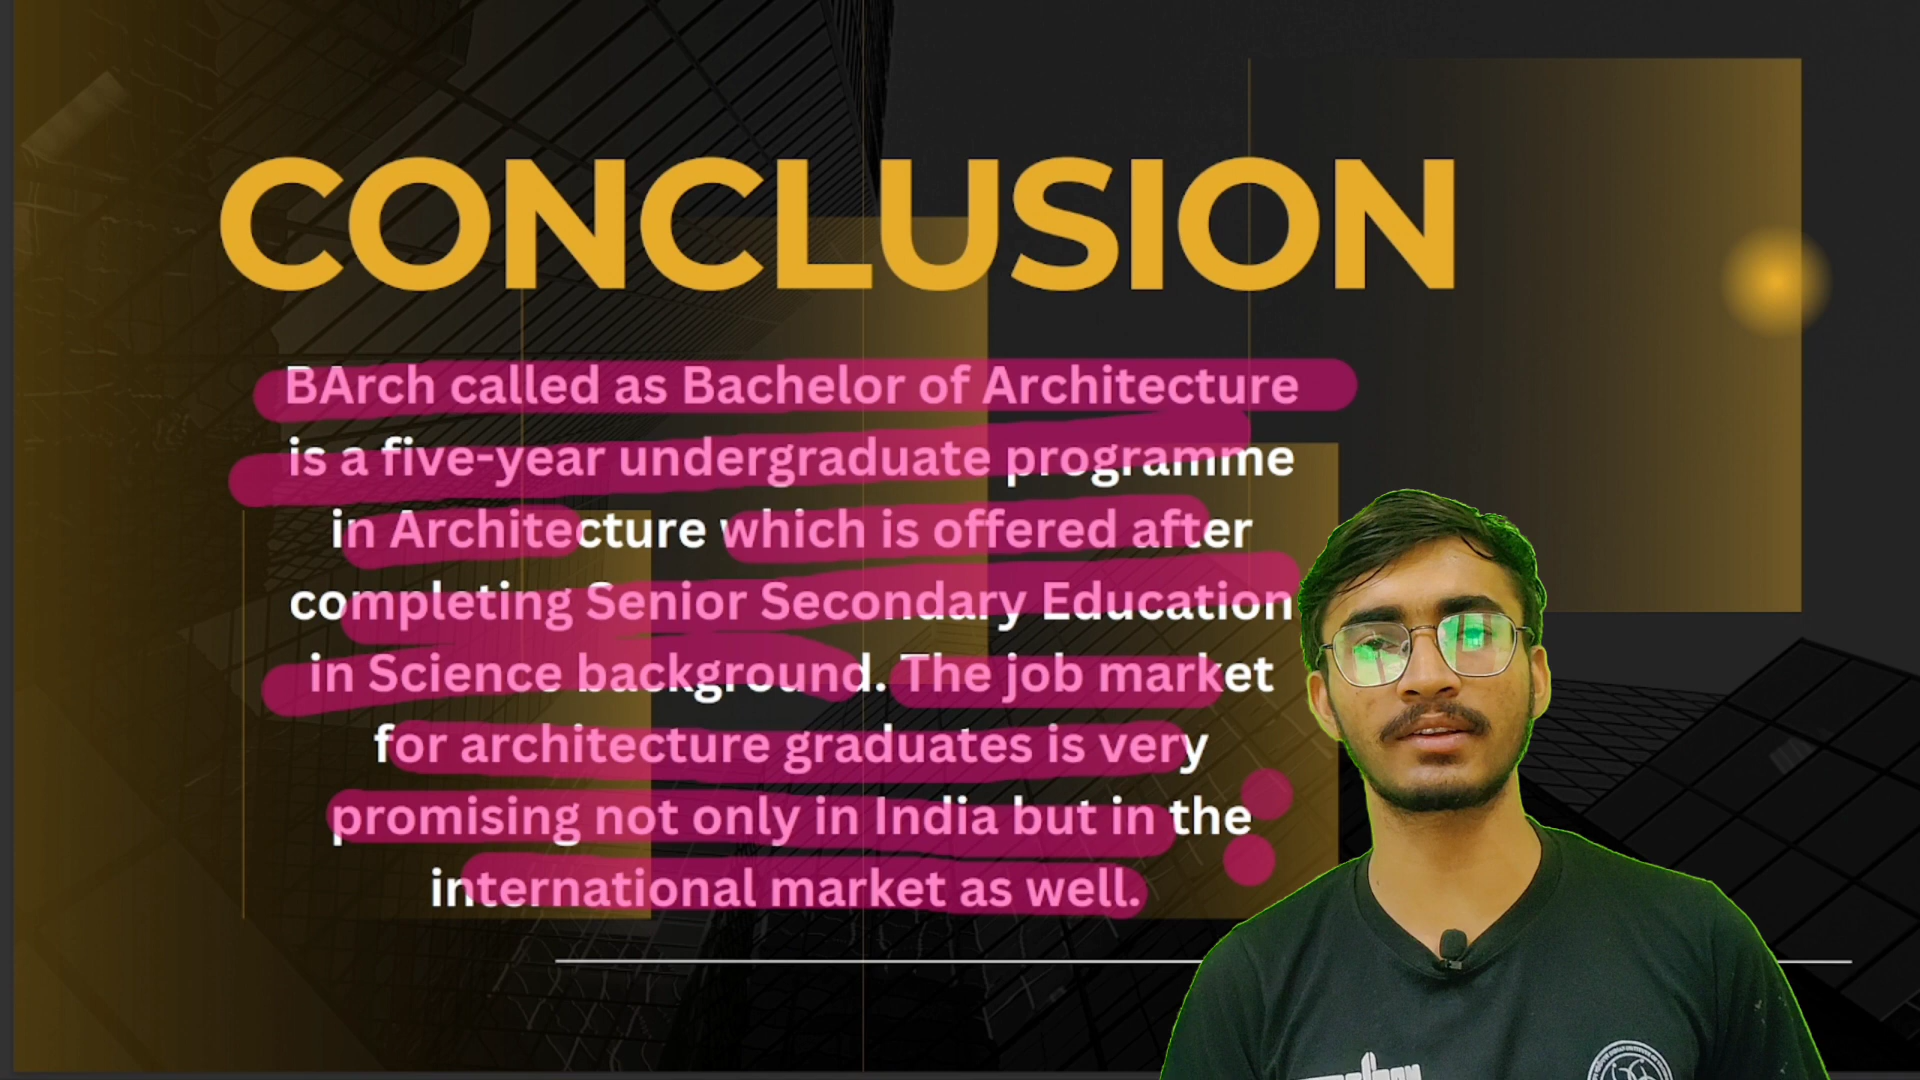 CONCLUSION
BArch called as Bachelor of Architecture
is a five-year undergraduate programme
in Architecture which is offered after
completing Senior Secondary Education
in Science background. The job market
for architecture graduates is very
promising not only in India but in the
international market as well.